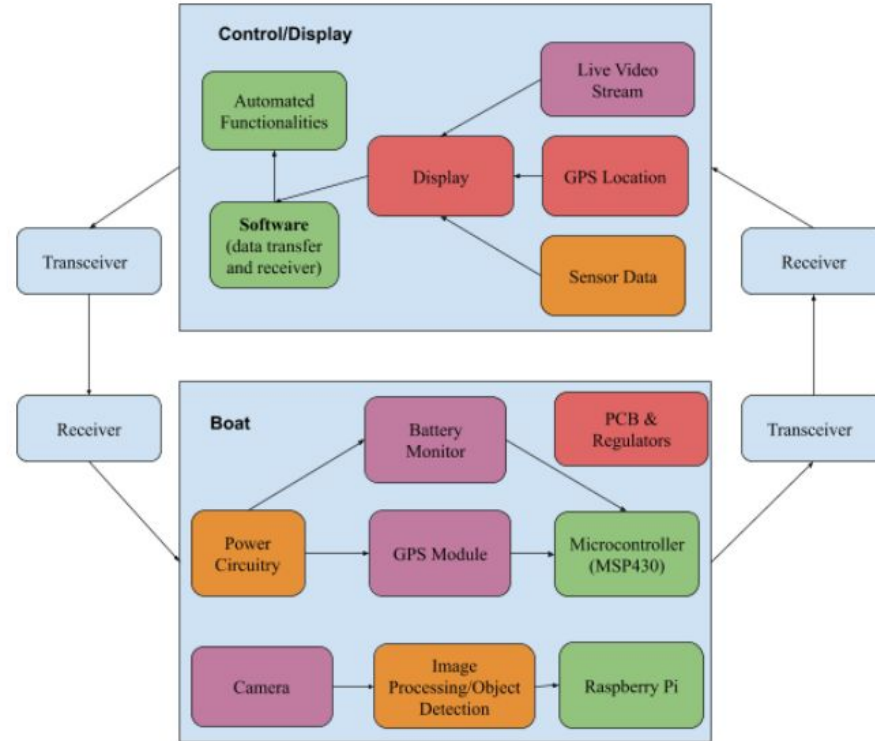 Control/Display
Live Video
Stream
Automated
Functionalities
Display
GPS Location
Software
(data transfer
and receiver)
Sensor Data
Transceiver
Receiver
Receiver
Transceiver
Boat
Battery
Monitor
PCB &
Regulators
Power
Circuitry
GPS Module
Microcontroller
(MSP430)
Camera
Image
Processing/Object
Detection
Raspberry Pi